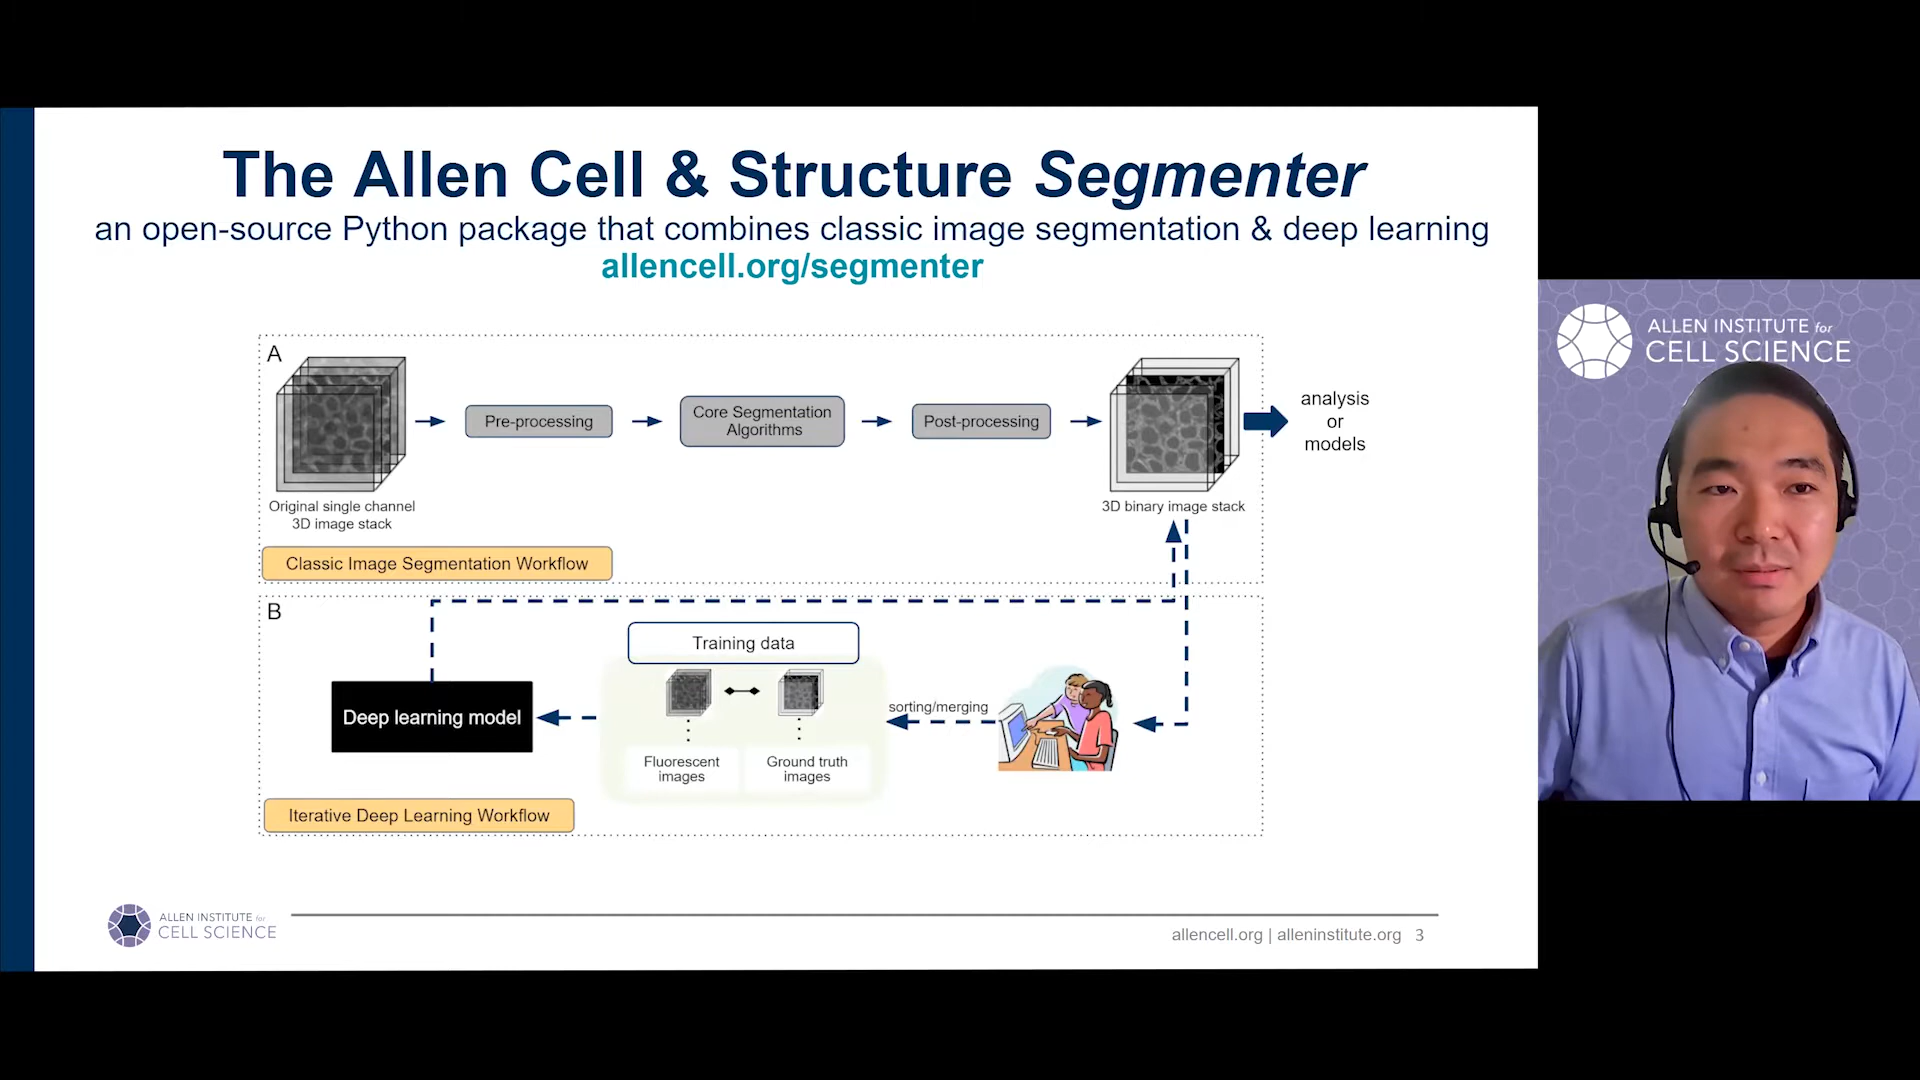 The Allen Cell & Structure Segmenter
an open-source Python package that combines classic image segmentation & deep learning
allencell.org/segmenter
A
Original single channel
3D image stack
Pre-processing
Core Segmentation
Algorithms
Post-processing
3D binary image stack
analysis
or
models
Classic Image Segmentation Workflow
B
Training data
Deep learning model
Fluorescent
images
Ground truth
images
sorting/merging
Iterative Deep Learning Workflow
ALLEN INSTITUTE for
CELL SCIENCE
allencell.org | alleninstitute.org 3
ALLEN INSTITUTE for
CELL SCIENCE